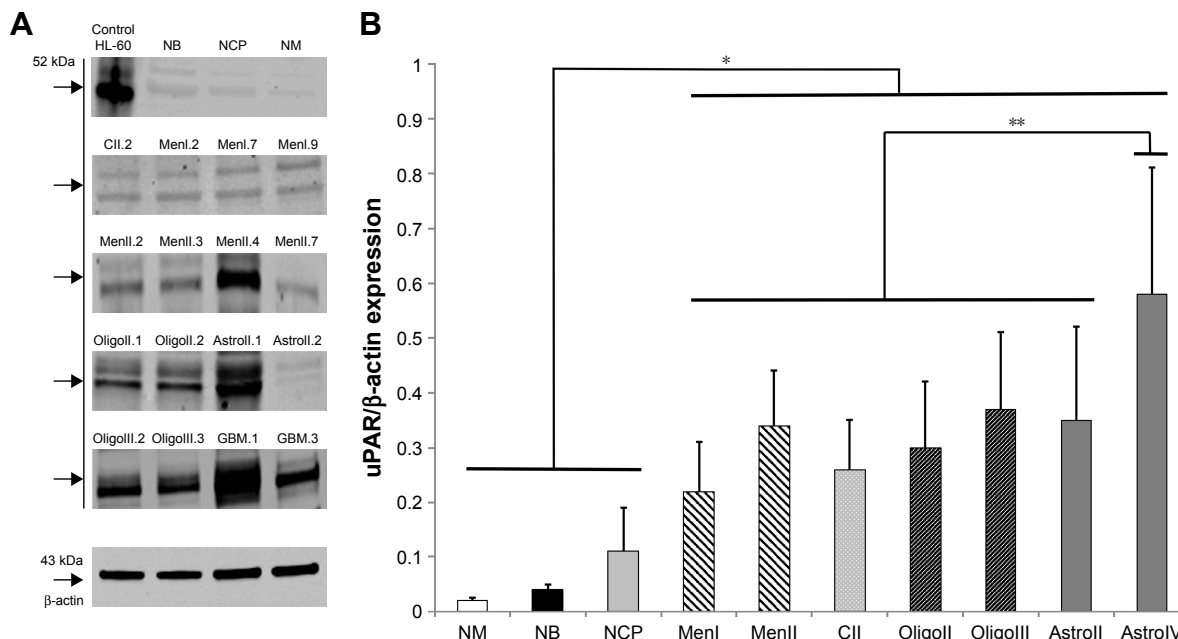 A
Control
HL-60 NB NCP NM
52 kDa
CII.2 MenI.2 MenI.7 MenI.9
MenII.2 MenII.3 MenII.4 MenII.7
OligoII.1 OligoII.2 AstroII.1 AstroII.2
OligoIII.2 OligoIII.3 GBM.1 GBM.3
43 kDa
β-actin
B
uPAR/β-actin expression
1
0.9
0.8
0.7
0.6
0.5
0.4
0.3
0.2
0.1
0
*
**
NM NB NCP MenI MenII CII OligoII OligoIII AstroII AstroIV